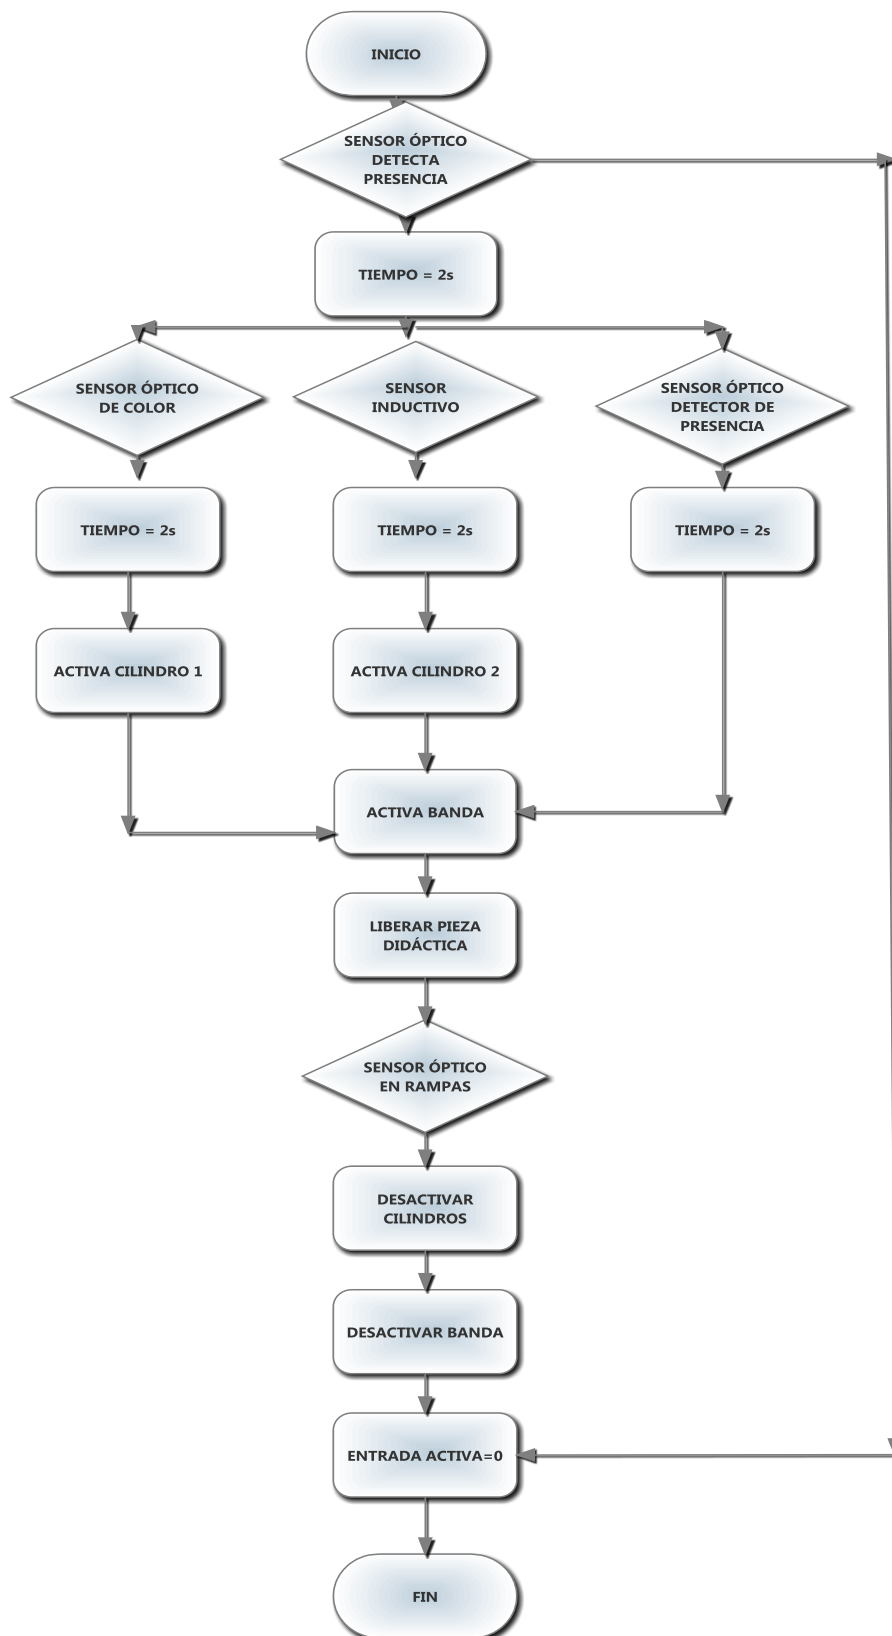 INICIO
SENSOR ÓPTICO
DETECTA
PRESENCIA
TIEMPO = 2s
SENSOR ÓPTICO
DE COLOR
SENSOR
INDUCTIVO
SENSOR ÓPTICO
DETECTOR DE
PRESENCIA
TIEMPO = 2s
TIEMPO = 2s
TIEMPO = 2s
ACTIVA CILINDRO 1
ACTIVA CILINDRO 2
ACTIVA BANDA
LIBERAR PIEZA
DIDÁCTICA
SENSOR ÓPTICO
EN RAMPAS
DESACTIVAR
CILINDROS
DESACTIVAR BANDA
ENTRADA ACTIVA=0
FIN